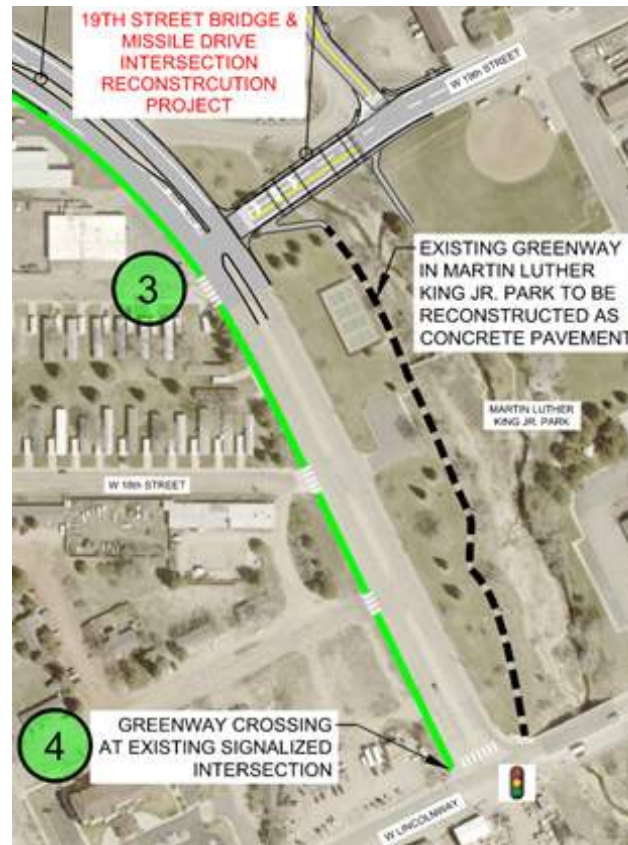 19TH STREET BRIDGE &
MISSILE DRIVE
INTERSECTION
RECONSTRCUTION
PROJECT
W 19th STREET
3
EXISTING GREENWAY
IN MARTIN LUTHER
KING JR. PARK TO BE
RECONSTRUCTED AS
CONCRETE PAVEMENT
MARTIN LUTHER
KING JR. PARK
W 18th STREET
4
GREENWAY CROSSING
AT EXISTING SIGNALIZED
INTERSECTION
W LINCOLNWAY